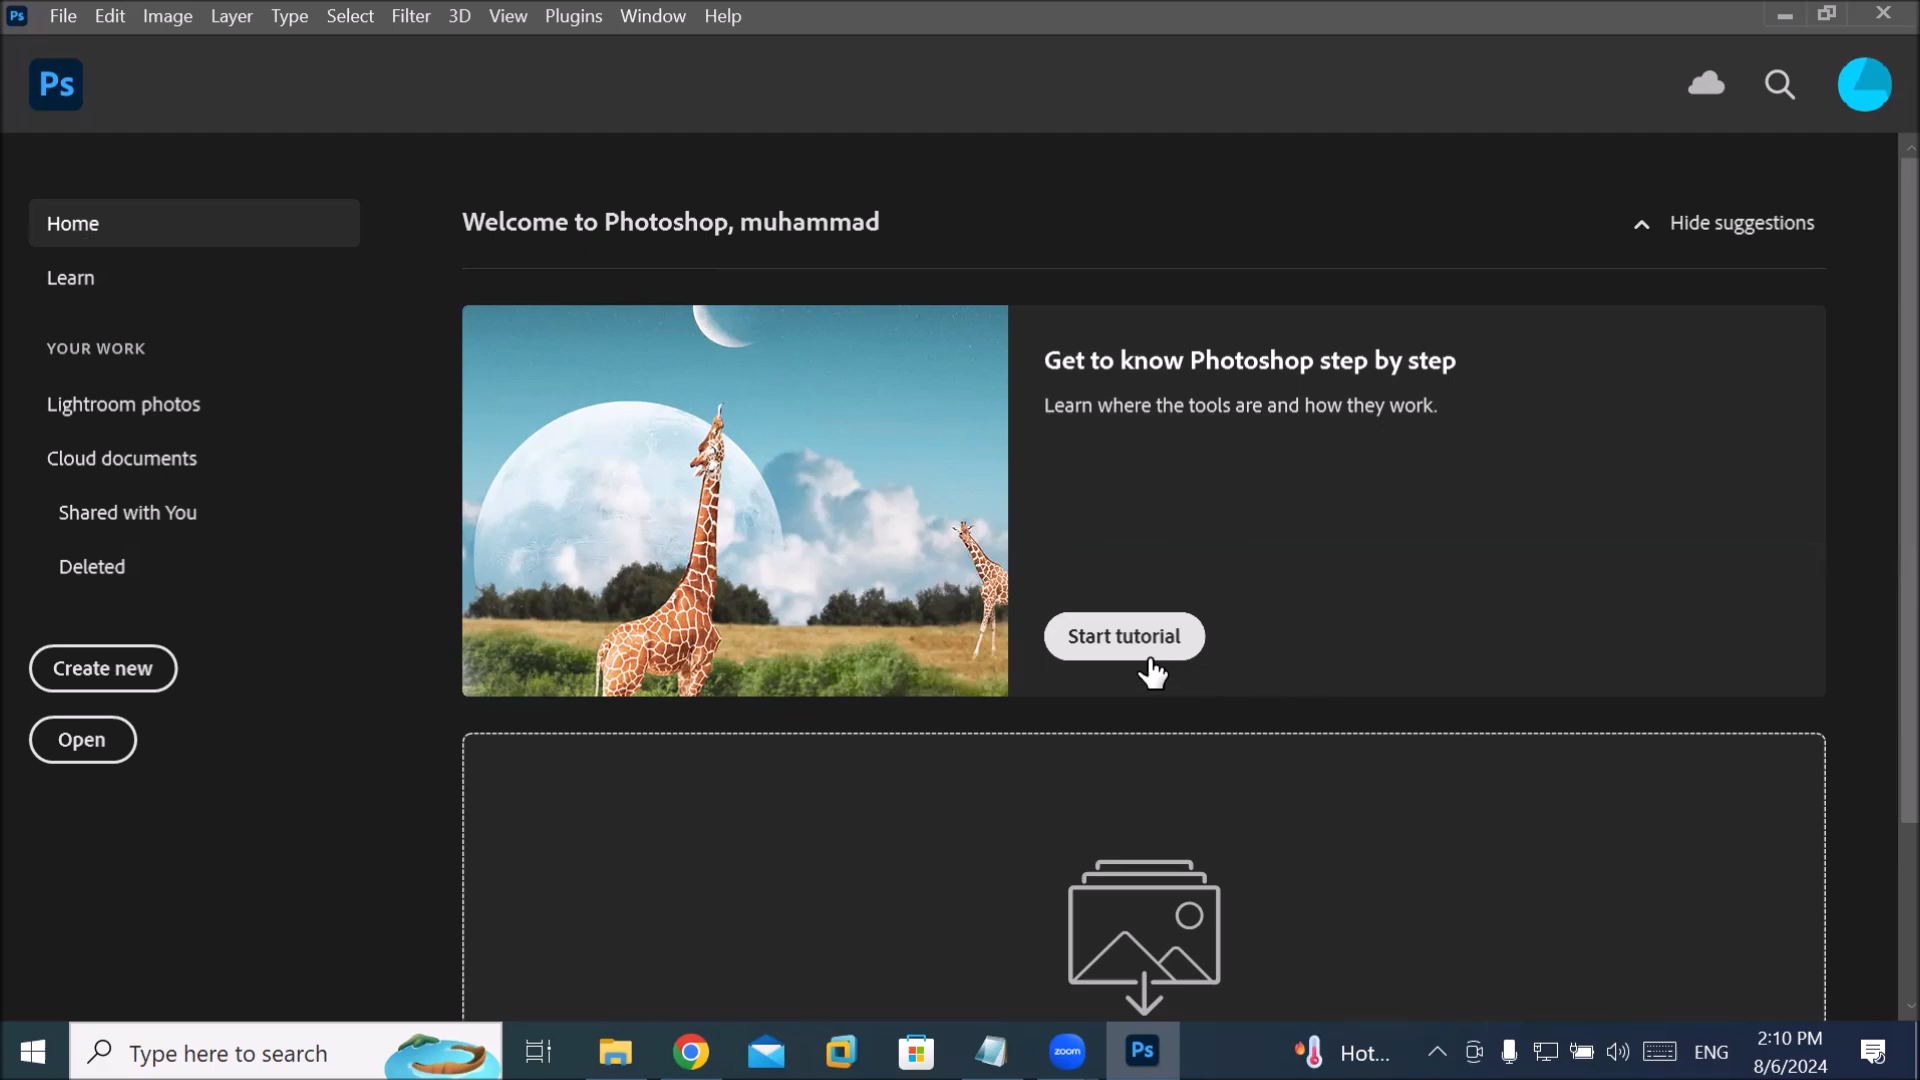 Ps File Edit Image Layer Type Select Filter 3D View Plugins Window Help
Ps
Home
Learn
YOUR WORK
Lightroom photos
Cloud documents
Shared with You
Deleted
Create new
Open
Welcome to Photoshop, muhammad
Hide suggestions
Get to know Photoshop step by step
Learn where the tools are and how they work.
Start tutorial
Type here to search
zoom
Ps
Hot...
ENG
2:10 PM
8/6/2024